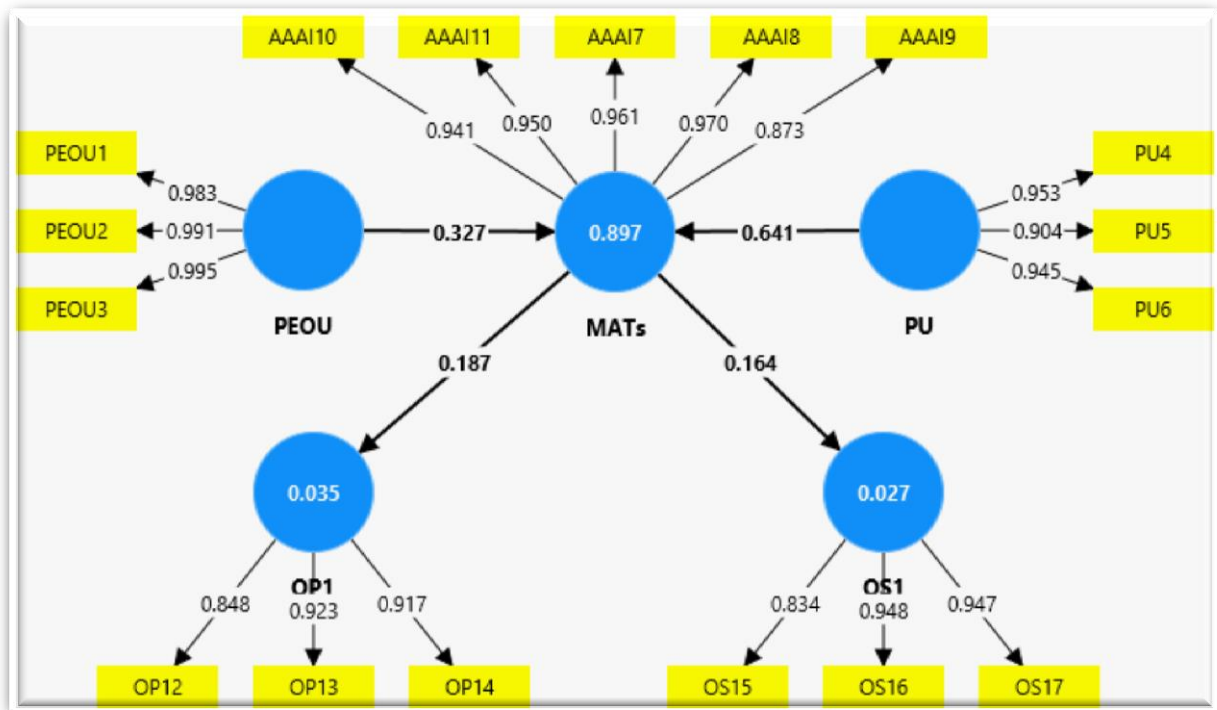 AAAI10 AAAI11 AAAI7 AAAI8 AAAI9
0.941 0.950 0.961 0.970 0.873
PEOU1
PEOU2
PEOU3
0.983
0.991
0.995
0.327
0.897
0.641
0.953
0.904
0.945
PU4
PU5
PU6
PEOU MATs PU
0.187 0.164
0.035 0.027
OP1 OS1
0.848 0.923 0.917 0.834 0.948 0.947
OP12 OP13 OP14 OS15 OS16 OS17